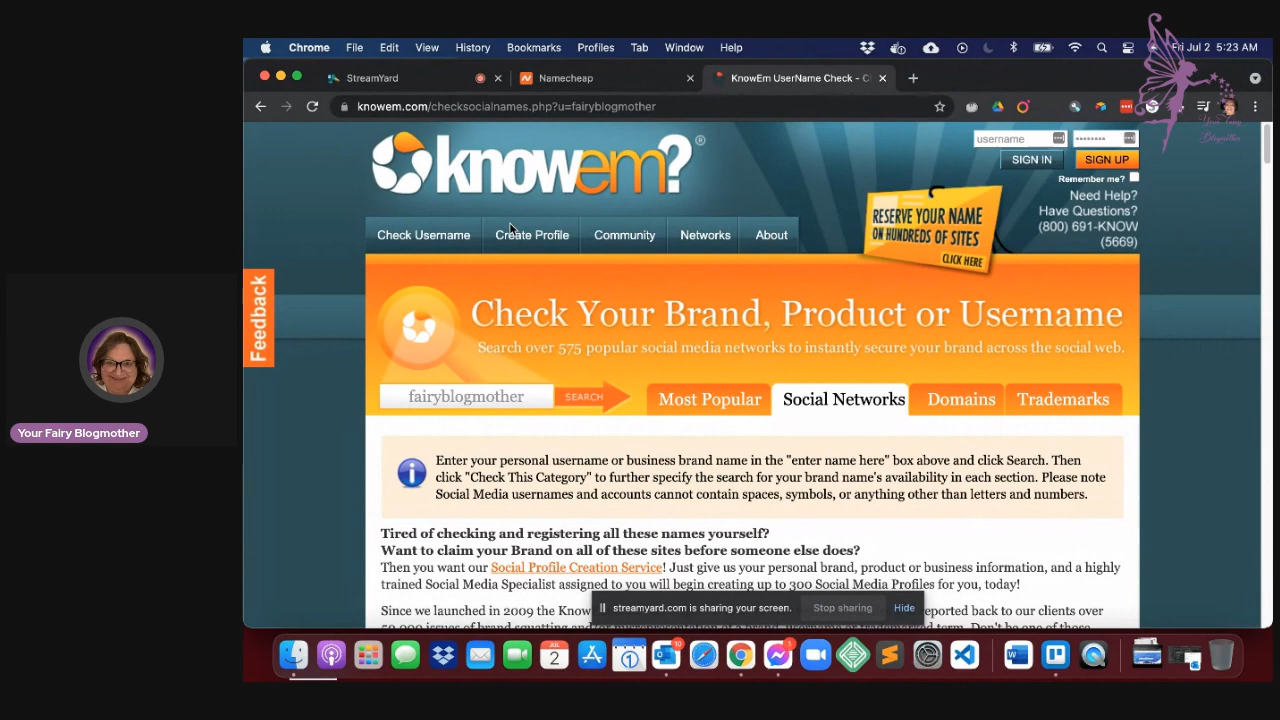 Chrome File Edit View History Bookmarks Profiles Tab Window Help Fri Jul 2 5:23 AM
StreamYard Namecheap KnowEm UserName Check - C
knowem.com/checksocialnames.php?u=fairyblogmother
Your Fairy
Blogmother
knowem?®
username
SIGN IN SIGN UP
Remember me?
Need Help?
Have Questions?
(800) 691-KNOW
(5669)
RESERVE YOUR NAME
ON HUNDREDS OF SITES
CLICK HERE
Check Username Create Profile Community Networks About
Feedback
Check Your Brand, Product or Username
Search over 575 popular social media networks to instantly secure your brand across the social web.
fairyblogmother SEARCH Most Popular Social Networks Domains Trademarks
Enter your personal username or business brand name in the "enter name here" box above and click Search. Then
click "Check This Category" to further specify the search for your brand name's availability in each section. Please note
Social Media usernames and accounts cannot contain spaces, symbols, or anything other than letters and numbers.
Tired of checking and registering all these names yourself?
Want to claim your Brand on all of these sites before someone else does?
Then you want our Social Profile Creation Service! Just give us your personal brand, product or business information, and a highly
trained Social Media Specialist assigned to you will begin creating up to 300 Social Media Profiles for you, today!
Since we launched in 2009 the Know reported back to our clients over
streamyard.com is sharing your screen. Stop sharing Hide
Your Fairy Blogmother
JUL
2
10
1
1